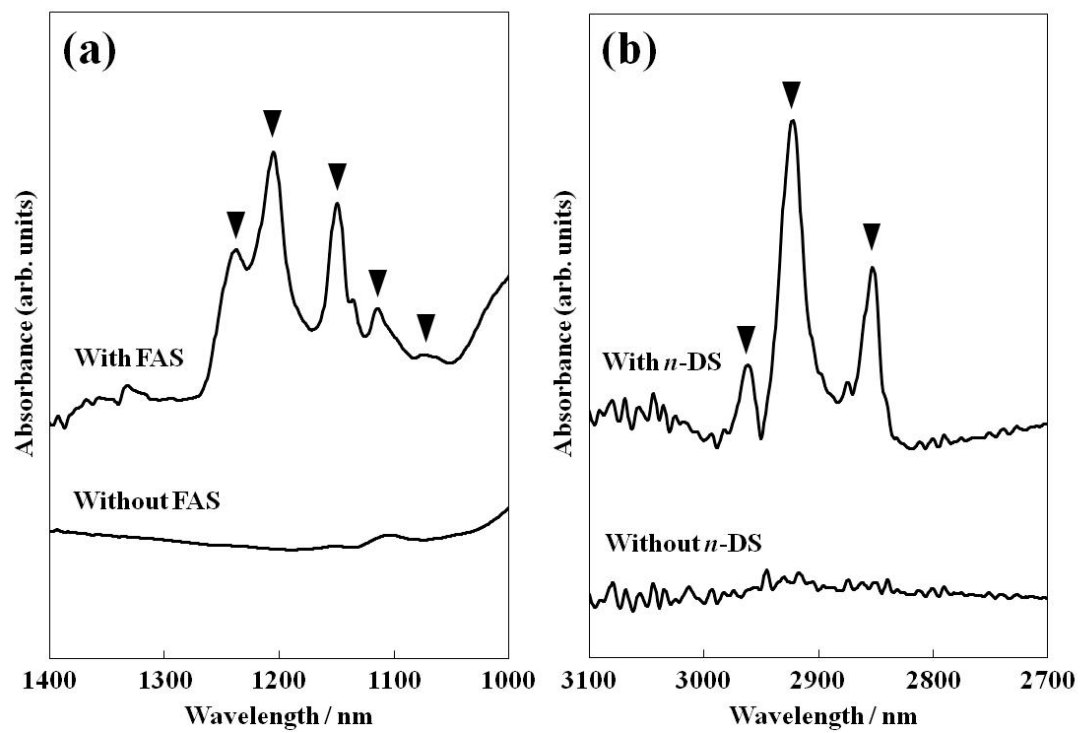 (a)
Absorbance (arb. units)
With FAS
Without FAS
1400 1300 1200 1100 1000
Wavelength / nm
(b)
Absorbance (arb. units)
With n-DS
Without n-DS
3100 3000 2900 2800 2700
Wavelength / nm